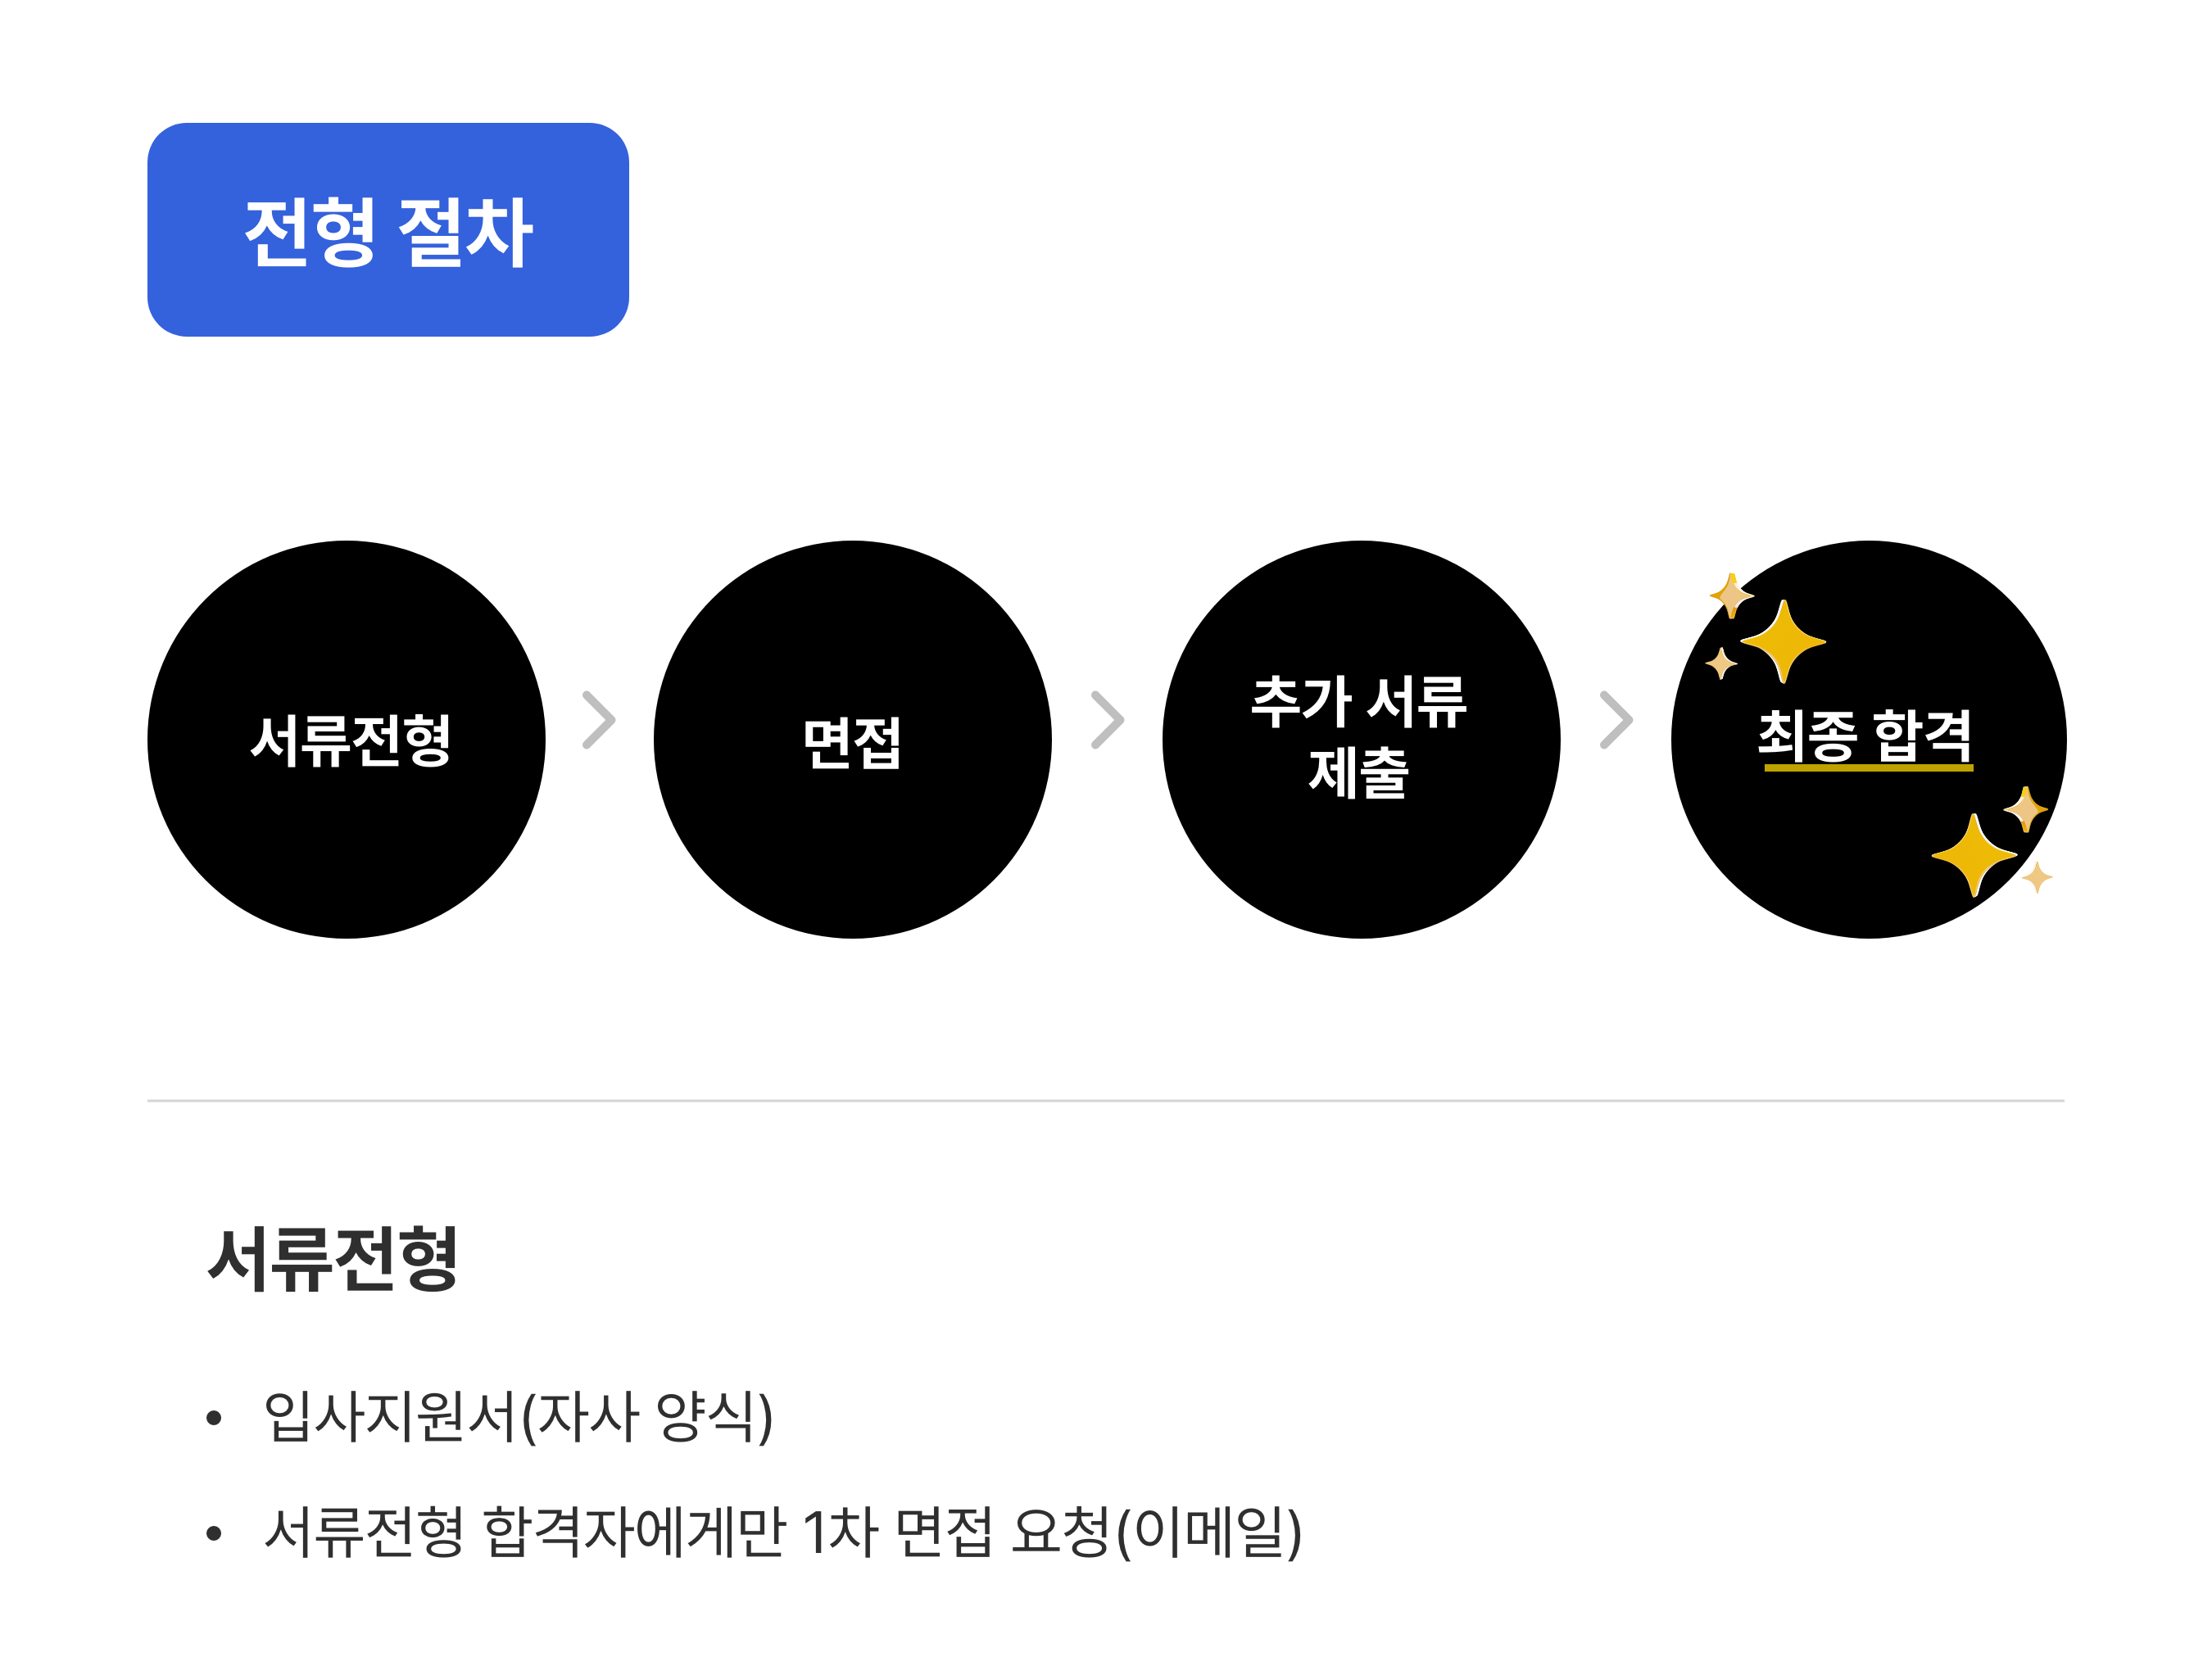 전형 절차
서류전형
면접
추가 서류
제출
최종 합격
서류전형
입사지원서(자사 양식)
서류전형 합격자에게만 1차 면접 요청(이메일)